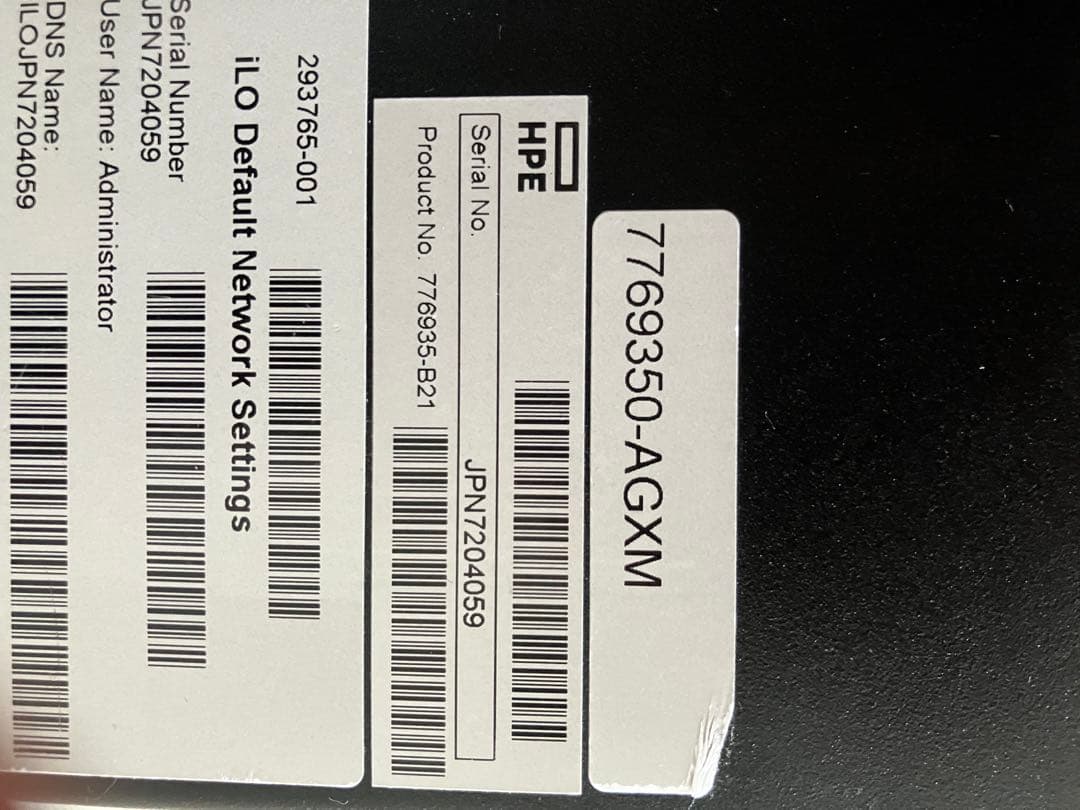 7769350-AGXM
HPE
Serial No. JPN7204059
Product No. 776935-B21
293765-001
iLO Default Network Settings
Serial Number
JPN7204059
User Name: Administrator
DNS Name:
ILOJPN7204059